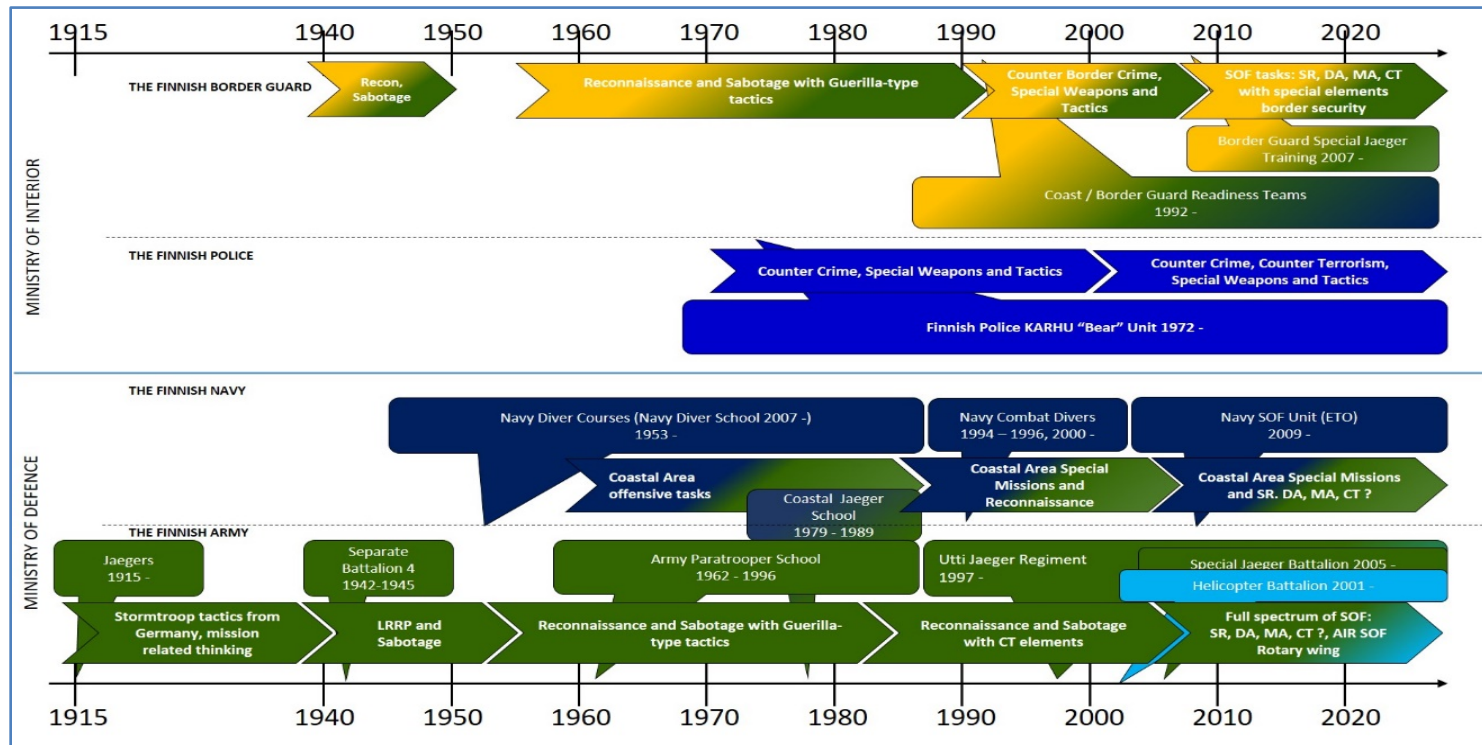 1915 1940 1950 1960 1970 1980 1990 2000 2010 2020
MINISTRY OF INTERIOR
THE FINNISH BORDER GUARD
Recon,
Sabotage
Reconnaissance and Sabotage with Guerilla-type
tactics
Counter Border Crime,
Special Weapons and
Tactics
SOF tasks: SR, DA, MA, CT
with special elements
border security
Border Guard Special Jaeger
Training 2007 -
Coast / Border Guard Readiness Teams
1992 -
THE FINNISH POLICE
Counter Crime, Special Weapons and Tactics
Counter Crime, Counter Terrorism,
Special Weapons and Tactics
Finnish Police KARHU “Bear” Unit 1972 -
MINISTRY OF DEFENCE
THE FINNISH NAVY
Navy Diver Courses (Navy Diver School 2007 -)
1953 -
Navy Combat Divers
1994 – 1996, 2000 -
Navy SOF Unit (ETO)
2009 -
Coastal Area
offensive tasks
Coastal Area Special
Missions and
Reconnaissance
Coastal Area Special Missions
and SR. DA, MA, CT ?
Coastal Jaeger
School
1979 - 1989
THE FINNISH ARMY
Jaegers
1915 -
Separate
Battalion 4
1942-1945
Army Paratrooper School
1962 - 1996
Utti Jaeger Regiment
1997 -
Special Jaeger Battalion 2005 -
Helicopter Battalion 2001 -
Stormtroop tactics from
Germany, mission
related thinking
LRRP and
Sabotage
Reconnaissance and Sabotage with Guerilla-
type tactics
Reconnaissance and Sabotage
with CT elements
Full spectrum of SOF:
SR, DA, MA, CT ?, AIR SOF
Rotary wing
1915 1940 1950 1960 1970 1980 1990 2000 2010 2020